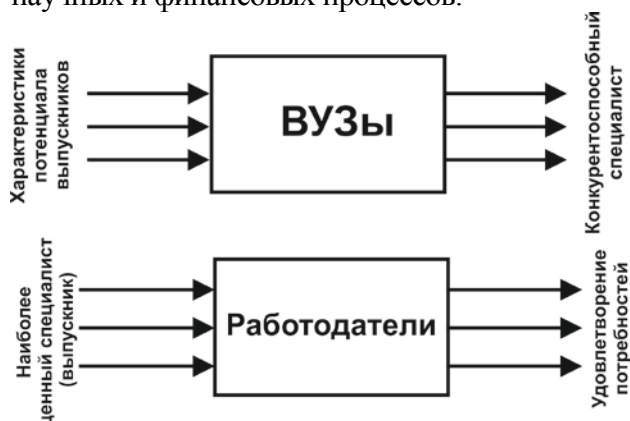 научных и финансовых процессов.
Характеристики
потенциала
выпускников
ВУЗы
Конкурентоспособный
специалист
Наиболее
ценный специалист
(выпускник)
Работодатели
Удовлетворение
потребностей